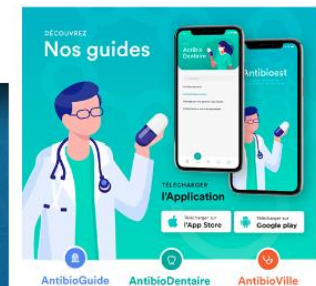 DÉCOUVREZ
Nos guides
Antibio
Dentaire
Antibioest
TÉLÉCHARGER
l'Application
Télécharger sur
l'App Store
Télécharger sur
Google play
AntibioGuide
AntibioDentaire
AntibioVille